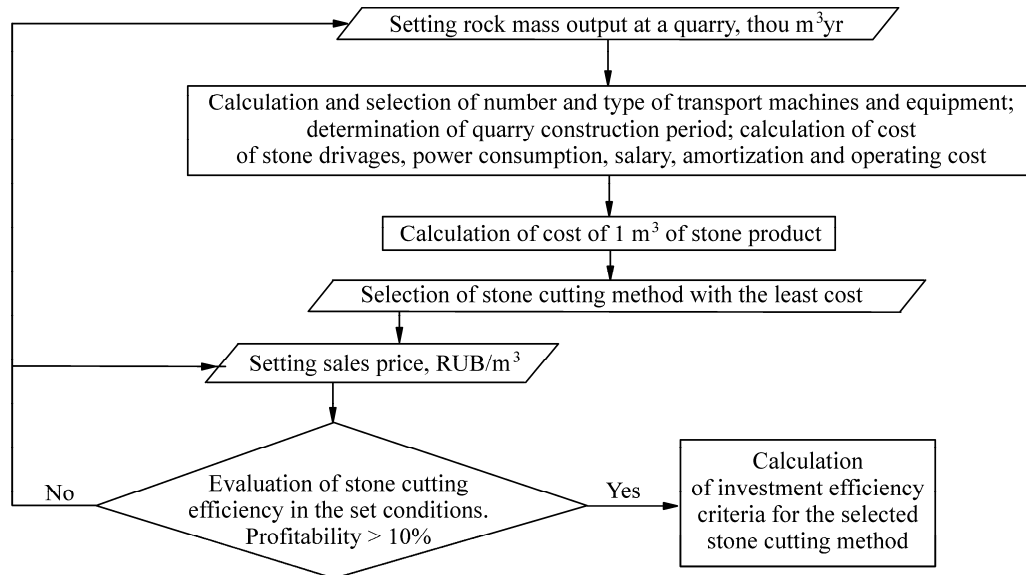 Setting rock mass output at a quarry, thou m³yr
Calculation and selection of number and type of transport machines and equipment;
determination of quarry construction period; calculation of cost
of stone drivages, power consumption, salary, amortization and operating cost
Calculation of cost of 1 m³ of stone product
Selection of stone cutting method with the least cost
Setting sales price, RUB/m³
No
Evaluation of stone cutting
efficiency in the set conditions.
Profitability > 10%
Yes
Calculation
of investment efficiency
criteria for the selected
stone cutting method